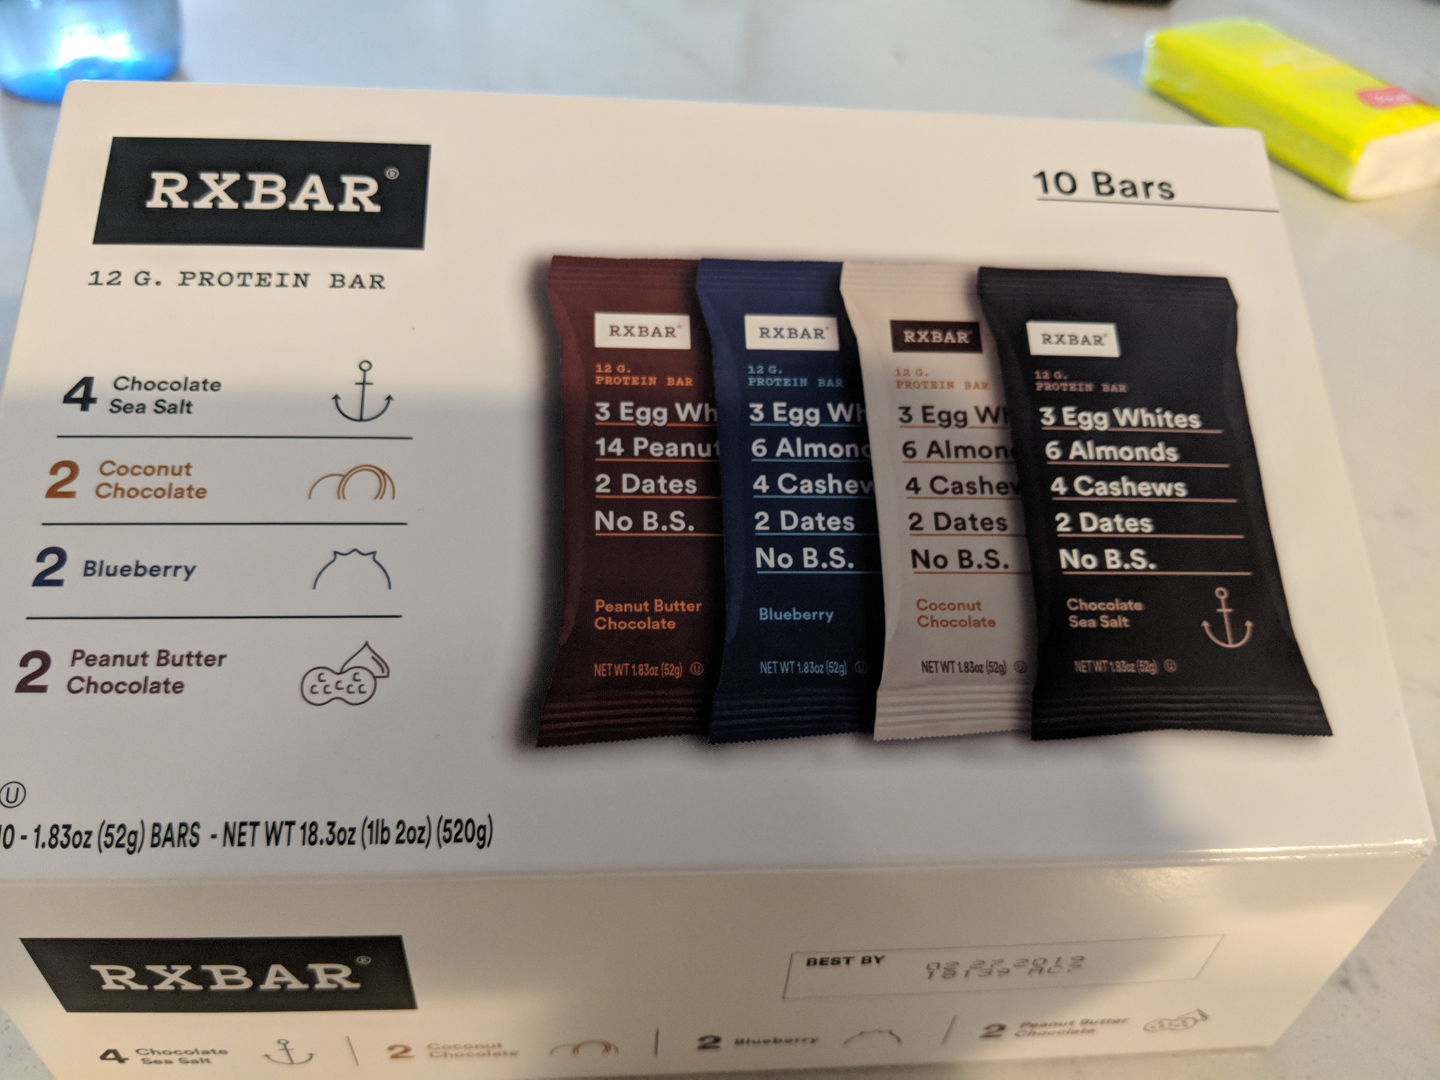 RXBAR®
12 G. PROTEIN BAR
10 Bars
4 Chocolate
Sea Salt
2 Coconut
Chocolate
2 Blueberry
2 Peanut Butter
Chocolate
U
10 - 1.83oz (52g) BARS - NET WT 18.3oz (1lb 2oz) (520g)
RXBAR
12 G.
PROTEIN BAR
3 Egg Wh
14 Peanut
2 Dates
No B.S.
Peanut Butter
Chocolate
NET WT 1.83oz (52g) U
RXBAR
12 G.
PROTEIN BAR
3 Egg Wh
6 Almond
4 Cashew
2 Dates
No B.S.
Blueberry
NET WT 1.83oz (52g) U
RXBAR
12 G.
PROTEIN BAR
3 Egg Wh
6 Almon
4 Cashew
2 Dates
No B.S.
Coconut
Chocolate
NET WT 1.83oz (52g) U
RXBAR
12 G.
PROTEIN BAR
3 Egg Whites
6 Almonds
4 Cashews
2 Dates
No B.S.
Chocolate
Sea Salt
NET WT 1.83oz (52g) U
RXBAR®
BEST BY
4 Chocolate
Sea Salt
2 Coconut
Chocolate
2 Blueberry
2 Peanut Butter
Chocolate